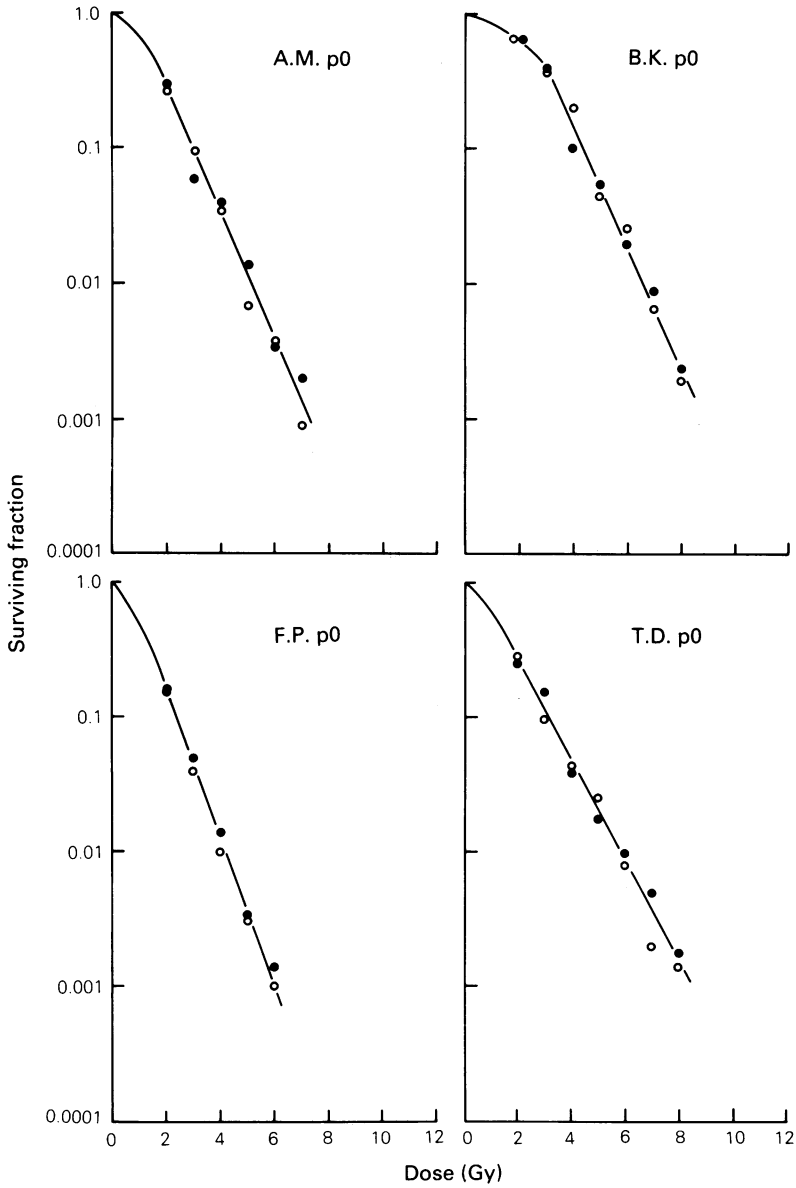 1.0
A.M. p0
B.K. p0
0.1
0.01
0.001
0.0001
Surviving fraction
1.0
F.P. p0
T.D. p0
0.1
0.01
0.001
0.0001
0 2 4 6 8 10 12 0 2 4 6 8 10 12
Dose (Gy)